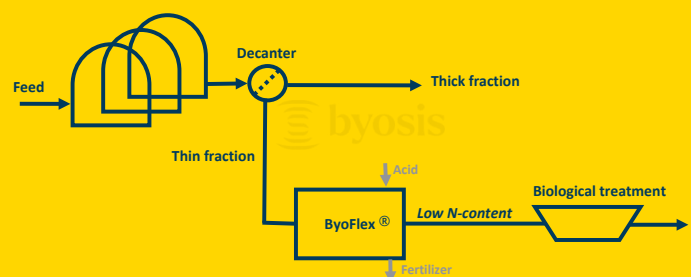 Decanter
Feed
Thick fraction
byosis
Thin fraction
Acid
Biological treatment
ByoFlex ®
Low N-content
Fertilizer